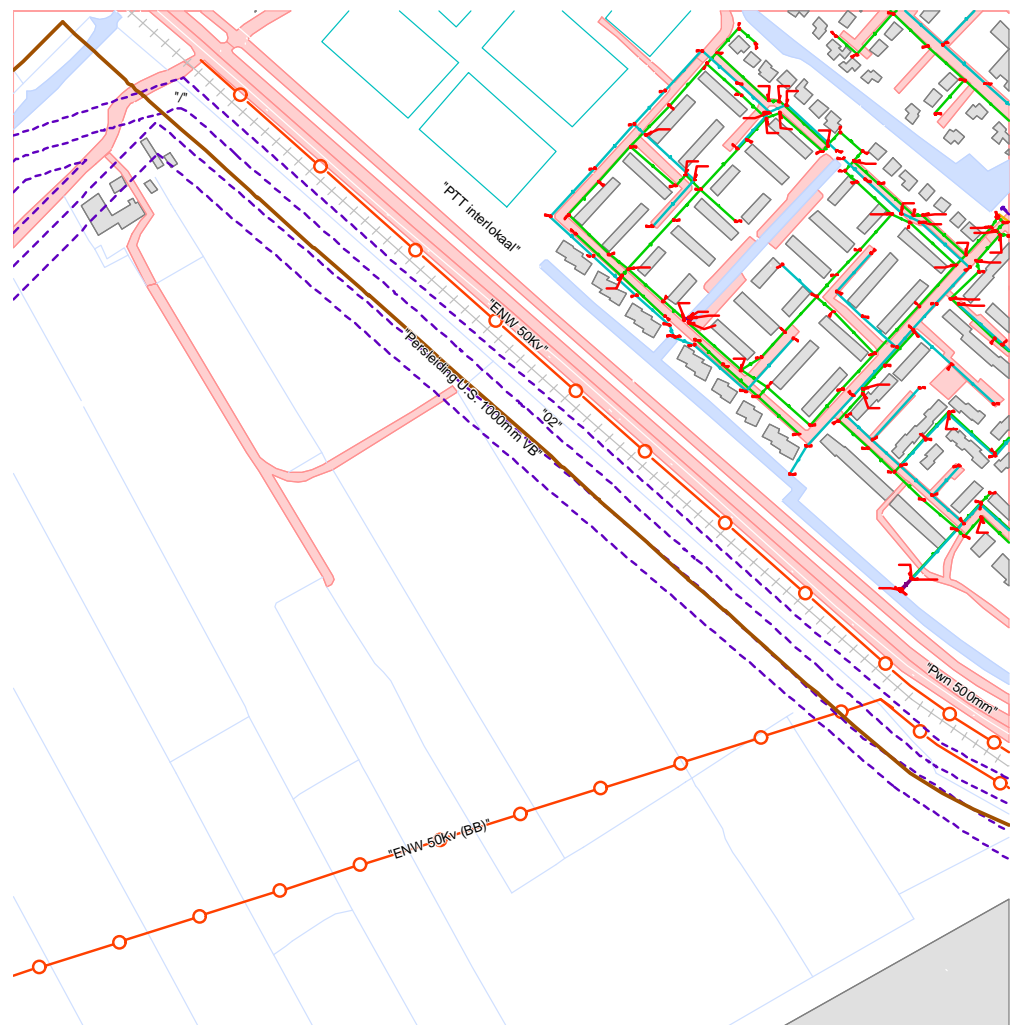 "/"
"PTT interlokaal"
"ENW 50Kv"
"Persleiding U.S. 1000mm VB"
"02"
"Pwn 500mm"
"ENW 50Kv (BB)"